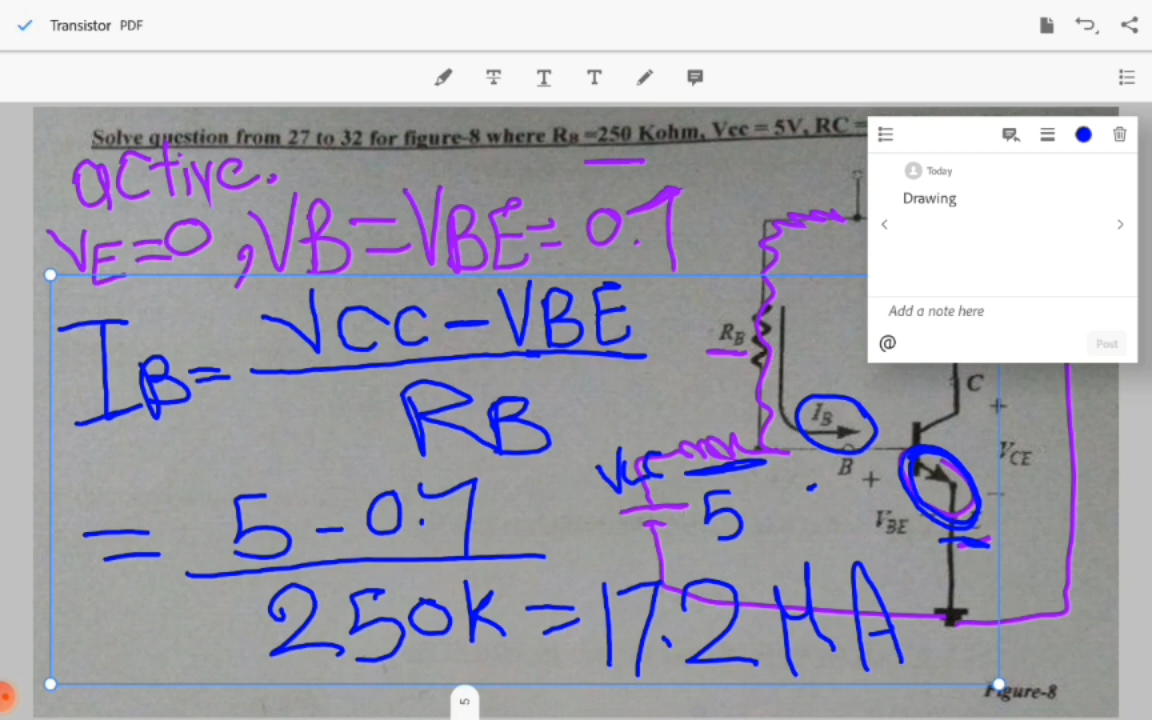 Transistor PDF
Solve question from 27 to 32 for figure-8 where RB =250 Kohm, Vcc = 5V, RC =
active.
VE=0, VB=VBE=0.7
IB= VCC-VBE
RB
= 5-0.7
250K =17.2 μA
RB
IB
C
+
VCE
-
B
+
VBE
VCC
5
Figure-8
Today
Drawing
Add a note here
@
Post
5